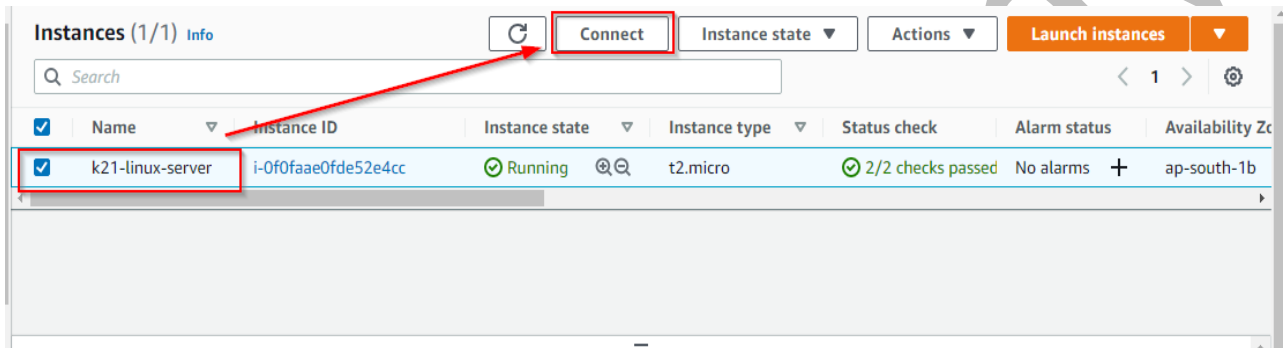 Instances (1/1) Info
Connect
Instance state
Actions
Launch instances
Search
1
Name Instance ID Instance state Instance type Status check Alarm status Availability Zo
k21-linux-server i-0f0faae0fde52e4cc Running t2.micro 2/2 checks passed No alarms + ap-south-1b